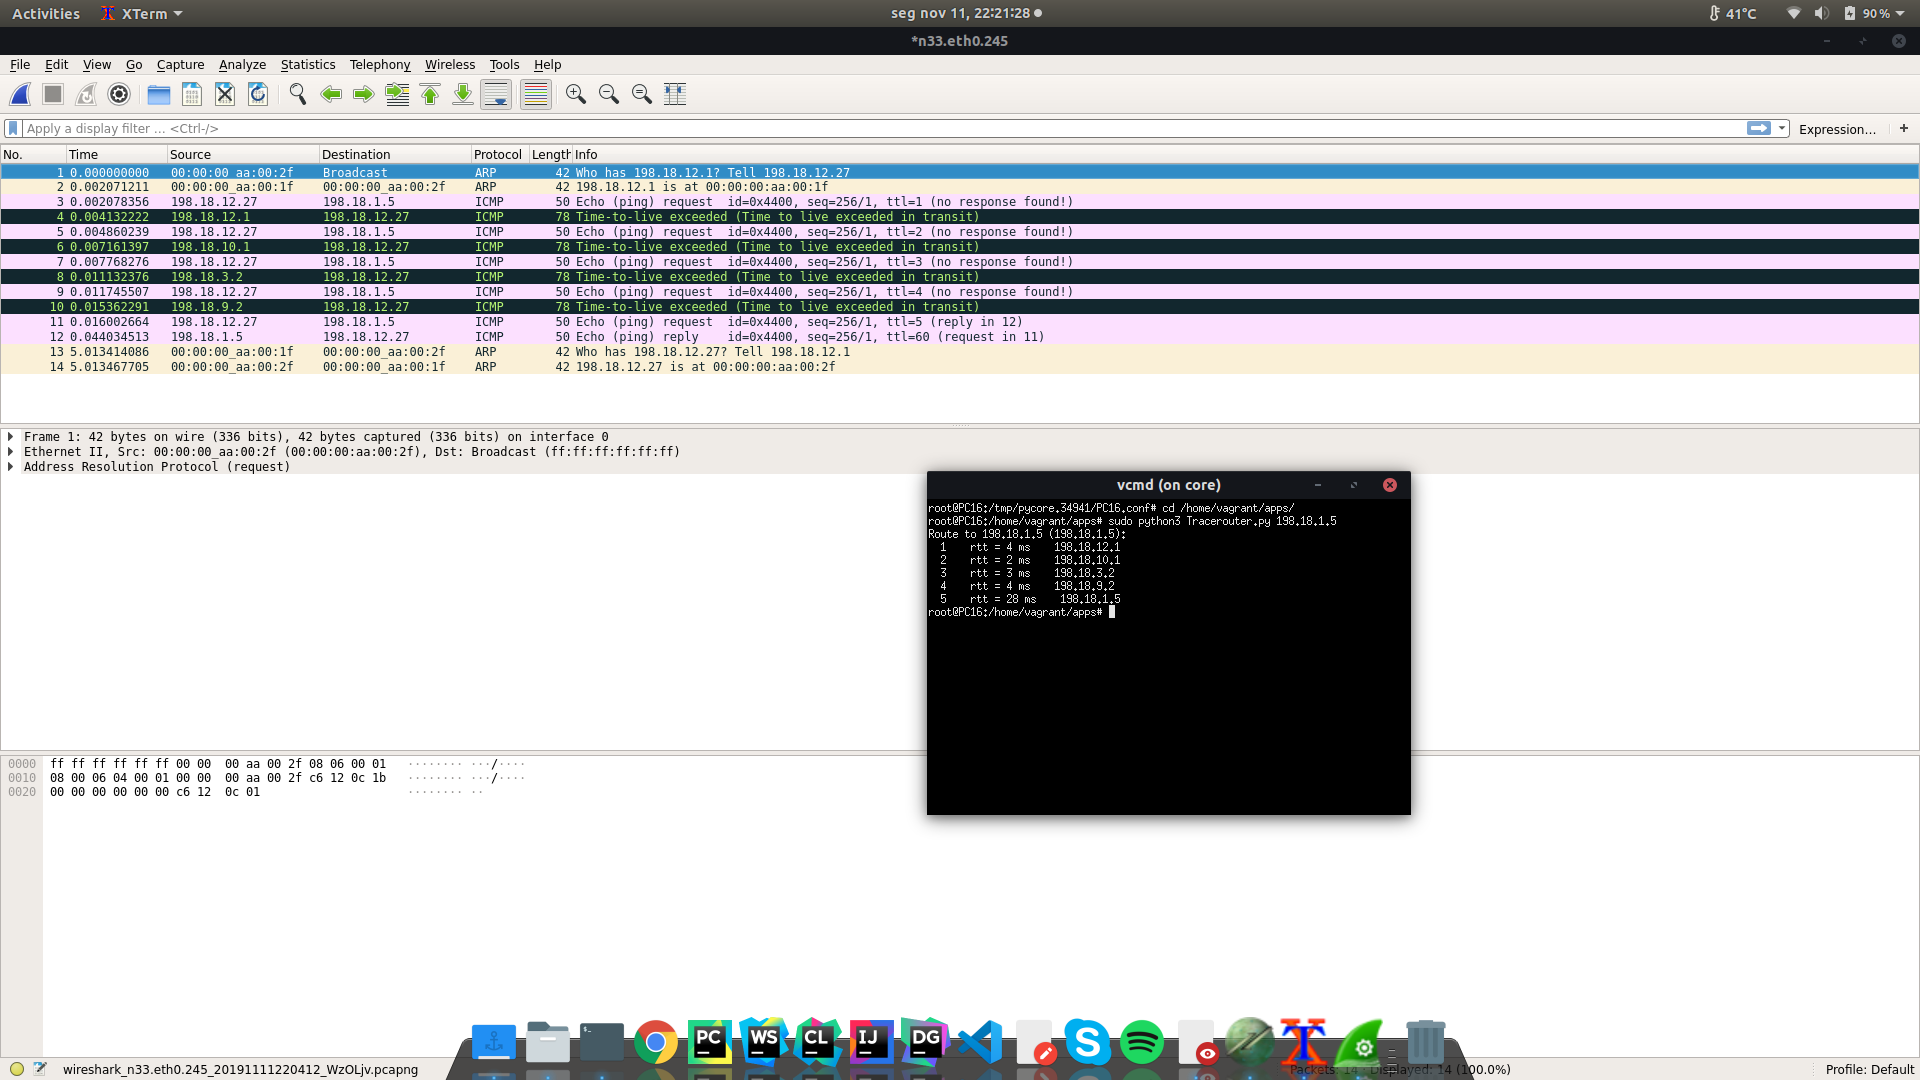 Activities XTerm seg nov 11, 22:21:28 41°C 90 %
*n33.eth0.245
File Edit View Go Capture Analyze Statistics Telephony Wireless Tools Help
Apply a display filter … <Ctrl-/> Expression… +
No. Time Source Destination Protocol Length Info
1 0.000000000 00:00:00_aa:00:2f Broadcast ARP 42 Who has 198.18.12.1? Tell 198.18.12.27
2 0.002071211 00:00:00_aa:00:1f 00:00:00_aa:00:2f ARP 42 198.18.12.1 is at 00:00:00:aa:00:1f
3 0.002078356 198.18.12.27 198.18.1.5 ICMP 50 Echo (ping) request id=0x4400, seq=256/1, ttl=1 (no response found!)
4 0.004132222 198.18.12.1 198.18.12.27 ICMP 78 Time-to-live exceeded (Time to live exceeded in transit)
5 0.004860239 198.18.12.27 198.18.1.5 ICMP 50 Echo (ping) request id=0x4400, seq=256/1, ttl=2 (no response found!)
6 0.007161397 198.18.10.1 198.18.12.27 ICMP 78 Time-to-live exceeded (Time to live exceeded in transit)
7 0.007768276 198.18.12.27 198.18.1.5 ICMP 50 Echo (ping) request id=0x4400, seq=256/1, ttl=3 (no response found!)
8 0.011132376 198.18.3.2 198.18.12.27 ICMP 78 Time-to-live exceeded (Time to live exceeded in transit)
9 0.011745507 198.18.12.27 198.18.1.5 ICMP 50 Echo (ping) request id=0x4400, seq=256/1, ttl=4 (no response found!)
10 0.015362291 198.18.9.2 198.18.12.27 ICMP 78 Time-to-live exceeded (Time to live exceeded in transit)
11 0.016002664 198.18.12.27 198.18.1.5 ICMP 50 Echo (ping) request id=0x4400, seq=256/1, ttl=5 (reply in 12)
12 0.044034513 198.18.1.5 198.18.12.27 ICMP 50 Echo (ping) reply id=0x4400, seq=256/1, ttl=60 (request in 11)
13 5.013414086 00:00:00_aa:00:1f 00:00:00_aa:00:2f ARP 42 Who has 198.18.12.27? Tell 198.18.12.1
14 5.013467705 00:00:00_aa:00:2f 00:00:00_aa:00:1f ARP 42 198.18.12.27 is at 00:00:00:aa:00:2f
Frame 1: 42 bytes on wire (336 bits), 42 bytes captured (336 bits) on interface 0
Ethernet II, Src: 00:00:00_aa:00:2f (00:00:00:aa:00:2f), Dst: Broadcast (ff:ff:ff:ff:ff:ff)
Address Resolution Protocol (request)
vcmd (on core)
root@PC16:/tmp/pycore.34941/PC16.conf# cd /home/vagrant/apps/
root@PC16:/home/vagrant/apps# sudo python3 Tracerouter.py 198.18.1.5
Route to 198.18.1.5 (198.18.1.5):
1 rtt = 4 ms 198.18.12.1
2 rtt = 2 ms 198.18.10.1
3 rtt = 3 ms 198.18.3.2
4 rtt = 4 ms 198.18.9.2
5 rtt = 28 ms 198.18.1.5
root@PC16:/home/vagrant/apps#
0000 ff ff ff ff ff ff 00 00 00 aa 00 2f 08 06 00 01 ········ ···/····
0010 08 00 06 04 00 01 00 00 00 aa 00 2f c6 12 0c 1b ········ ···/····
0020 00 00 00 00 00 00 c6 12 0c 01 ········ ··
PC WS CL IJ DG
wireshark_n33.eth0.245_20191111220412_WzOLjv.pcapng Packets: 14 · Displayed: 14 (100.0%) Profile: Default